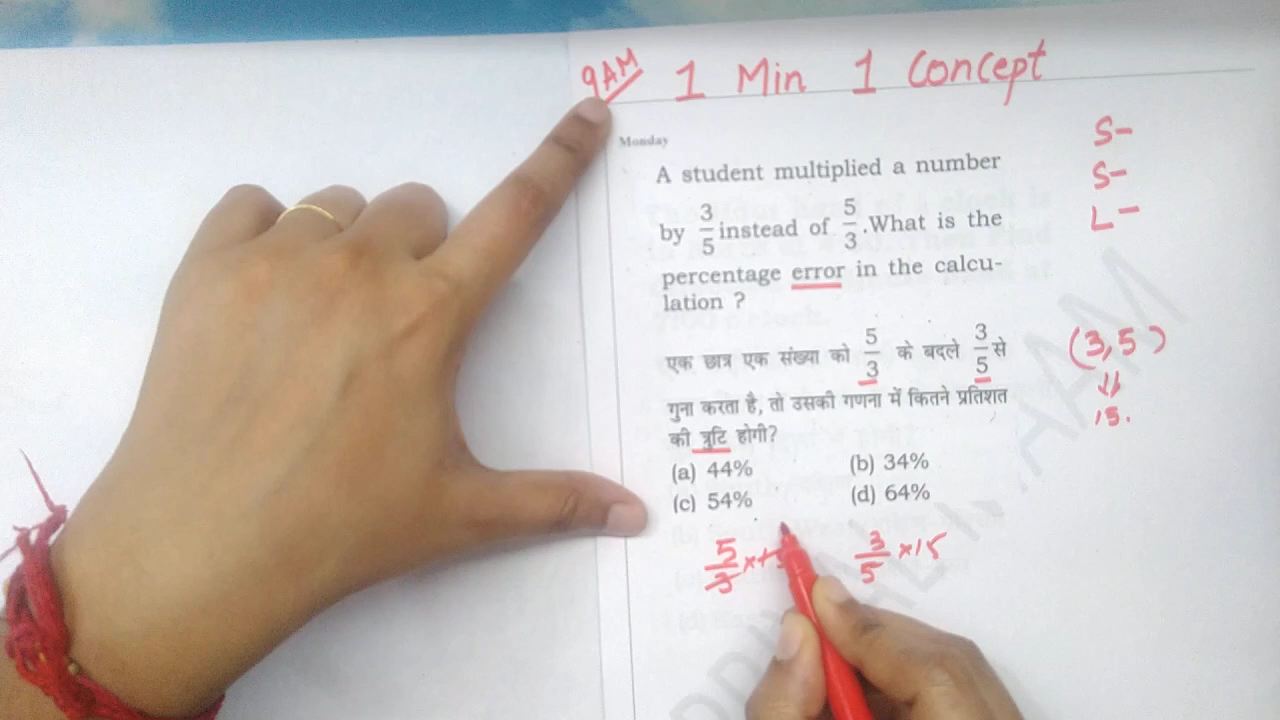 9AM 1 Min 1 Concept
Monday
S-
S-
L-
A student multiplied a number
by 3/5 instead of 5/3 .What is the
percentage error in the calcu-
lation ?
एक छात्र एक संख्या को 5/3 के बदले 3/5 से
गुना करता है, तो उसकी गणना में कितने प्रतिशत
की त्रुटि होगी?
(3,5)
⇓
15.
(a) 44% (b) 34%
(c) 54% (d) 64%
5/3 × 3/5 ×15